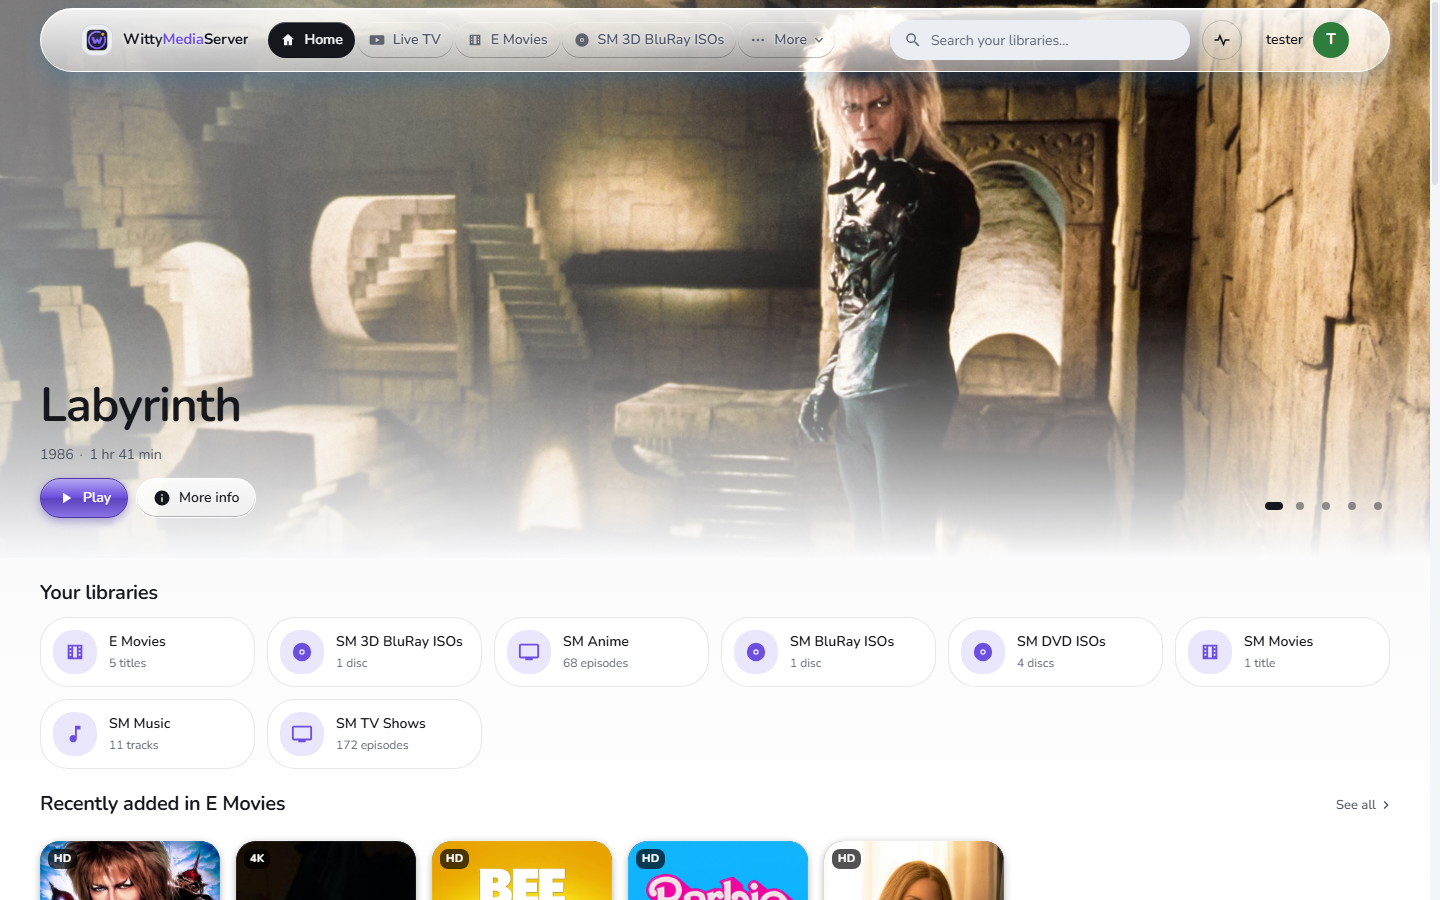 WittyMediaServer
Home
Live TV
E Movies
SM 3D BluRay ISOs
More
Search your libraries...
tester
T
Labyrinth
1986 · 1 hr 41 min
Play
More info
Your libraries
E Movies
5 titles
SM 3D BluRay ISOs
1 disc
SM Anime
68 episodes
SM BluRay ISOs
1 disc
SM DVD ISOs
4 discs
SM Movies
1 title
SM Music
11 tracks
SM TV Shows
172 episodes
Recently added in E Movies
See all
HD
4K
HD
BEE
HD
Barbie
HD